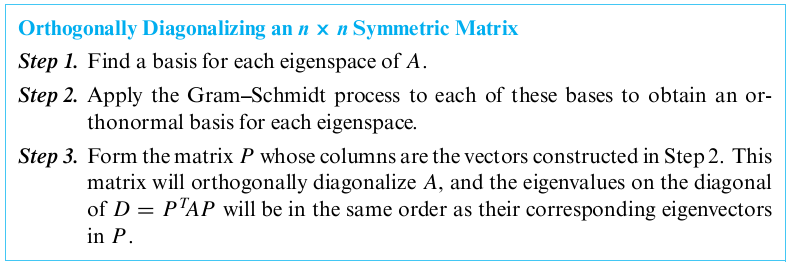 Orthogonally Diagonalizing an n × n Symmetric Matrix
Step 1. Find a basis for each eigenspace of A.
Step 2. Apply the Gram–Schmidt process to each of these bases to obtain an or-
thonormal basis for each eigenspace.
Step 3. Form the matrix P whose columns are the vectors constructed in Step 2. This
matrix will orthogonally diagonalize A, and the eigenvalues on the diagonal
of D = PᵀAP will be in the same order as their corresponding eigenvectors
in P.